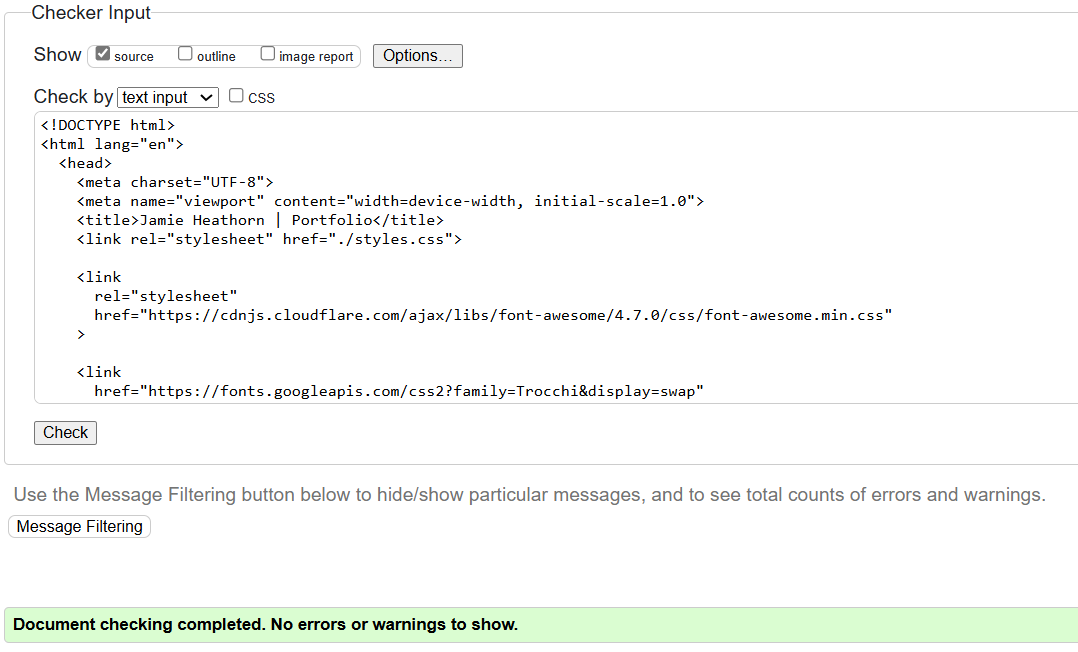 Checker Input
Show source outline image report Options...
Check by text input CSS
<!DOCTYPE html>
<html lang="en">
  <head>
    <meta charset="UTF-8">
    <meta name="viewport" content="width=device-width, initial-scale=1.0">
    <title>Jamie Heathorn | Portfolio</title>
    <link rel="stylesheet" href="./styles.css">
    <link
      rel="stylesheet"
      href="https://cdnjs.cloudflare.com/ajax/libs/font-awesome/4.7.0/css/font-awesome.min.css"
    >
    <link
      href="https://fonts.googleapis.com/css2?family=Trocchi&display=swap"
Check
Use the Message Filtering button below to hide/show particular messages, and to see total counts of errors and warnings.
Message Filtering
Document checking completed. No errors or warnings to show.